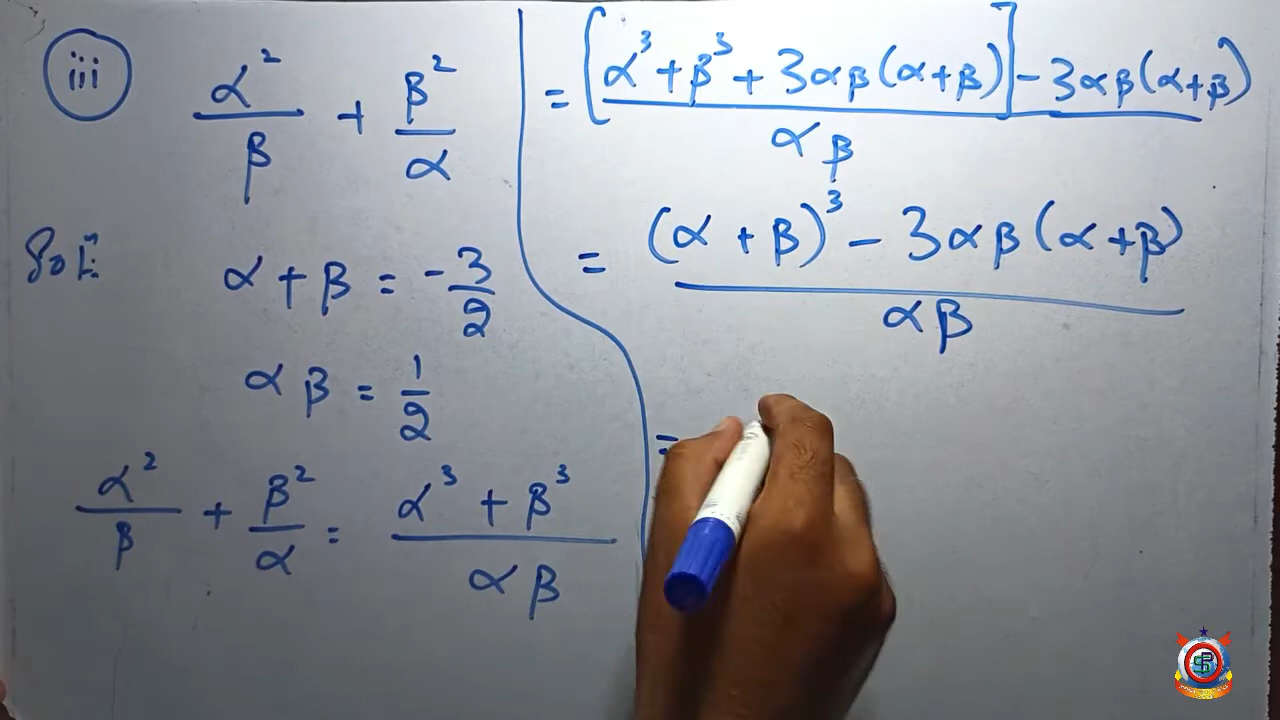 iii α²/β + β²/α
Sol:
α + β = -3/2
αβ = 1/2
α²/β + β²/α = α³ + β³ / αβ
= [α³ + β³ + 3αβ(α+β)] - 3αβ(α+β) / αβ
= (α + β)³ - 3αβ(α+β) / αβ
=